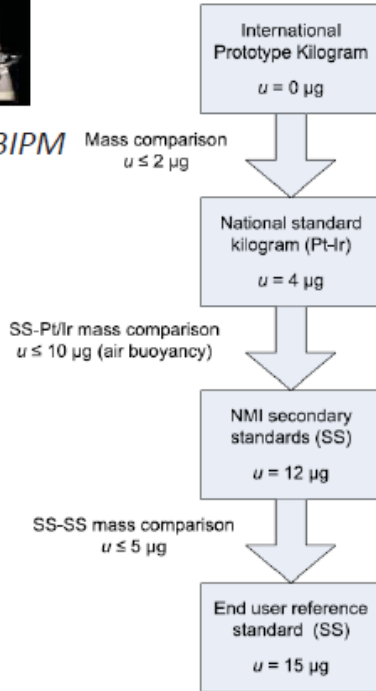 International
Prototype Kilogram
u = 0 µg
BIPM
Mass comparison
u ≤ 2 µg
National standard
kilogram (Pt-Ir)
u = 4 µg
SS-Pt/Ir mass comparison
u ≤ 10 µg (air buoyancy)
NMI secondary
standards (SS)
u = 12 µg
SS-SS mass comparison
u ≤ 5 µg
End user reference
standard (SS)
u = 15 µg